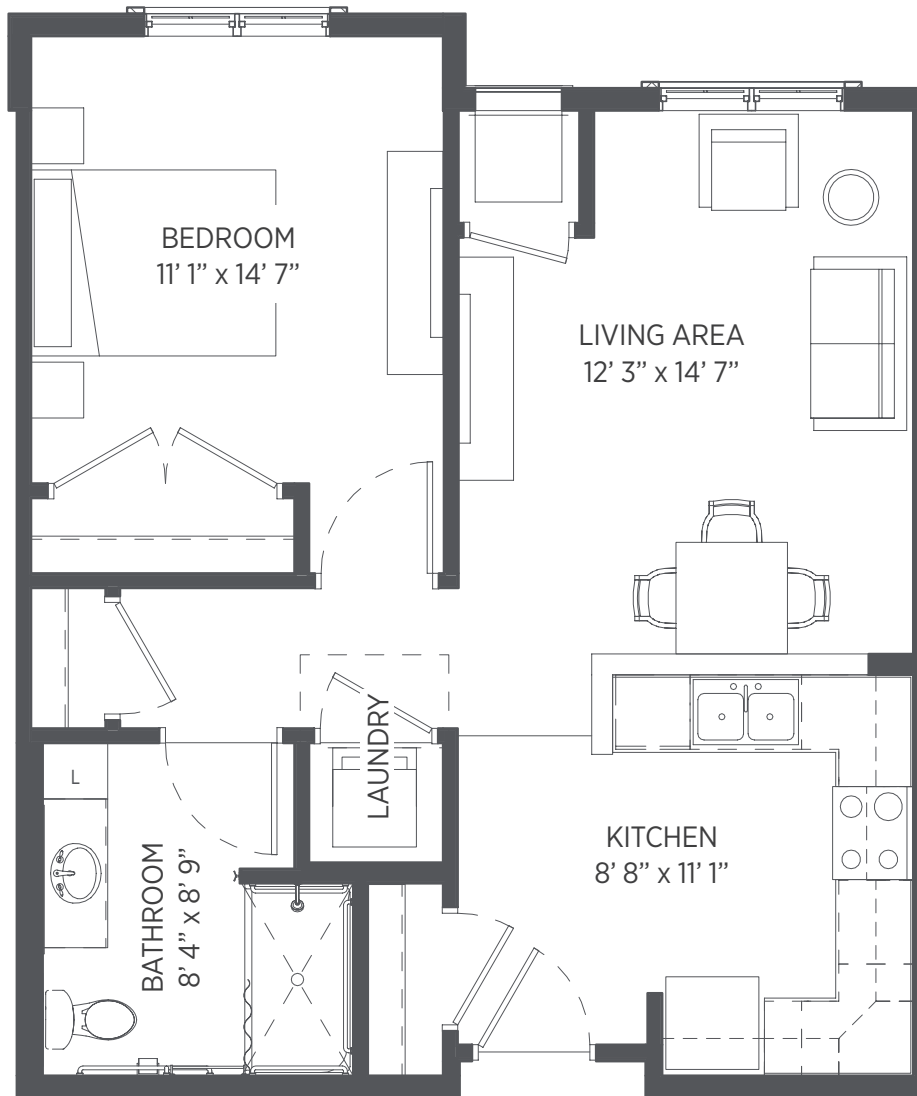 BEDROOM
11’ 1” x 14’ 7”
LIVING AREA
12’ 3” x 14’ 7”
LAUNDRY
L
KITCHEN
8’ 8” x 11’ 1”
BATHROOM
8’ 4” x 8’ 9”